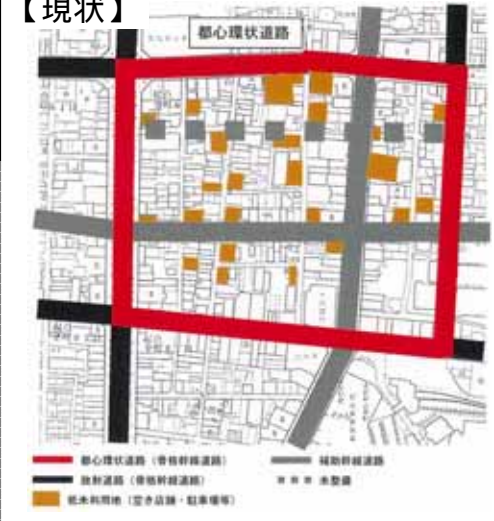 【現状】
都心環状道路
都心環状道路（骨格幹線道路）
補助幹線道路
放射道路（骨格幹線道路）
未整備
低未利用地（空き店舗・駐車場等）